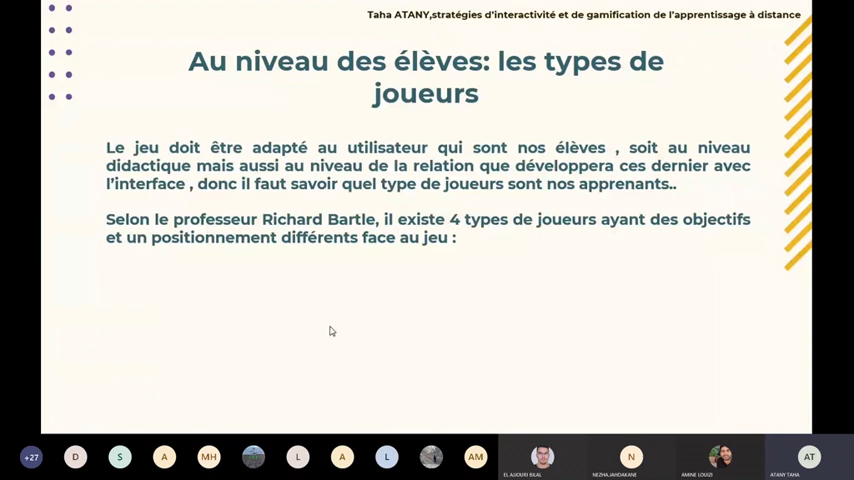 Taha ATANY,stratégies d'interactivité et de gamification de l'apprentissage à distance
Au niveau des élèves: les types de
joueurs
Le jeu doit être adapté au utilisateur qui sont nos élèves , soit au niveau
didactique mais aussi au niveau de la relation que développera ces dernier avec
l'interface , donc il faut savoir quel type de joueurs sont nos apprenants..
Selon le professeur Richard Bartle, il existe 4 types de joueurs ayant des objectifs
et un positionnement différents face au jeu :
+27 D S A MH L A L AM N AT
EL AJJOURI BILAL NEZHAJAHDAKANE AMINE LOUIZI ATANY TAHA